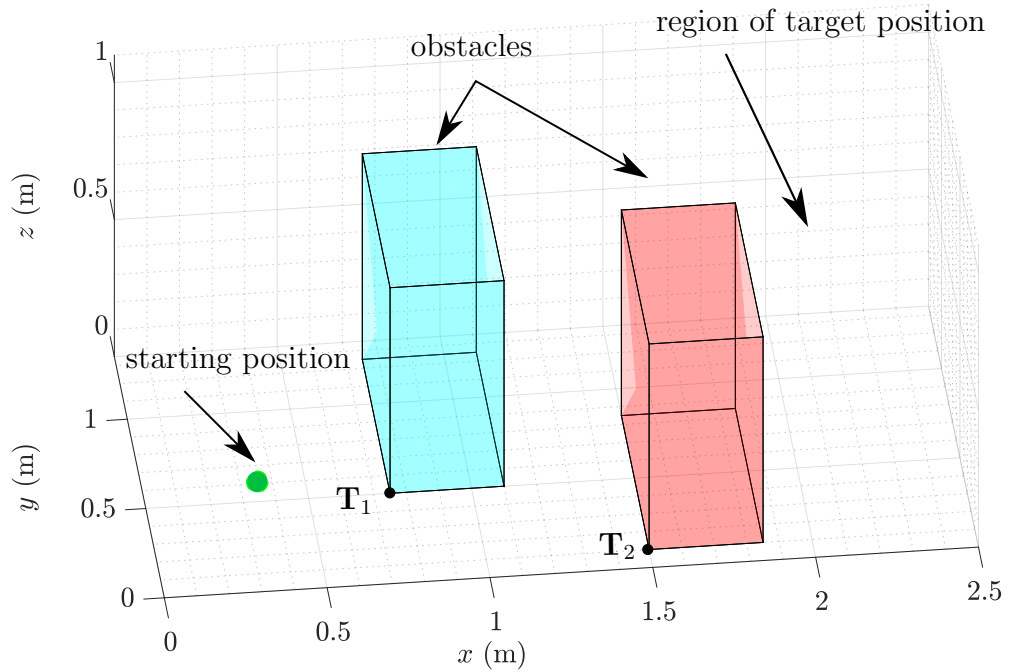 region of target position
obstacles
1
0.5
0
z (m)
starting position
1
0.5
0
y (m)
T1
T2
0
0.5
1
1.5
2
2.5
x (m)